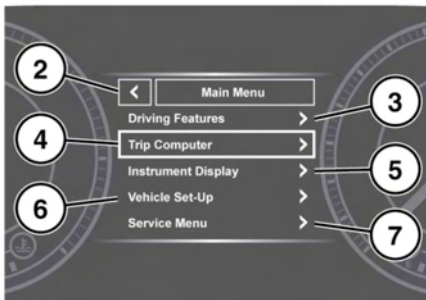 2
< Main Menu
3
Driving Features >
4
Trip Computer >
Instrument Display >
5
6
Vehicle Set-Up >
Service Menu >
7